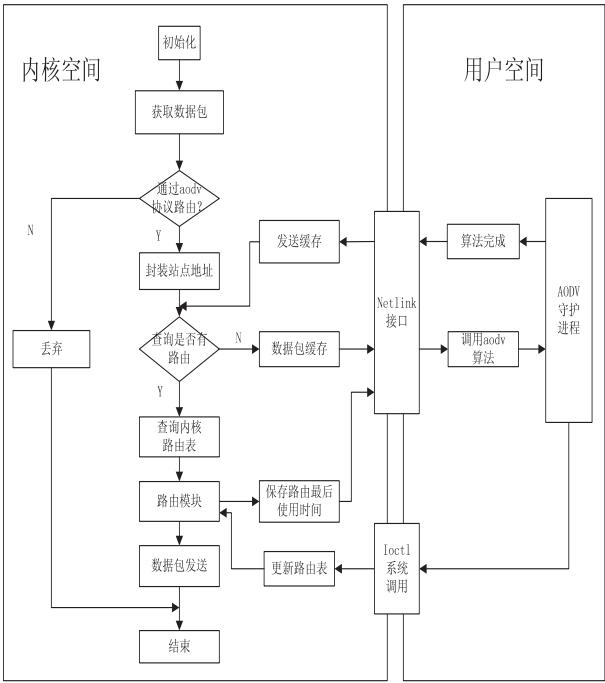 初始化
内核空间
用户空间
获取数据包
通过aodv
协议路由?
N
Y
封装站点地址
发送缓存
算法完成
Netlink
接口
AODV
守护
进程
查询是否有
路由
N
数据包缓存
调用aodv
算法
丢弃
Y
查询内核
路由表
路由模块
保存路由最后
使用时间
数据包发送
更新路由表
Ioctl
系统
调用
结束